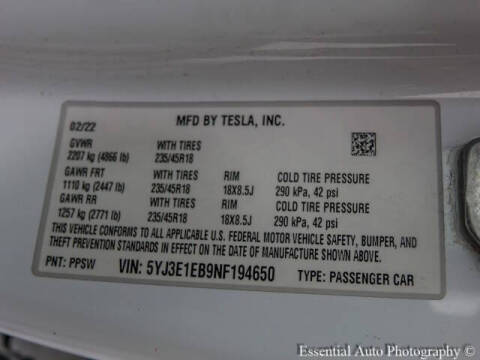 MFD BY TESLA, INC.
02/22
GVWR WITH TIRES
2207 kg (4866 lb) 235/45R18
GAWR FRT WITH TIRES RIM COLD TIRE PRESSURE
1110 kg (2447 lb) 235/45R18 18X8.5J 290 kPa, 42 psi
GAWR RR WITH TIRES RIM COLD TIRE PRESSURE
1257 kg (2771 lb) 235/45R18 18X8.5J 290 kPa, 42 psi
THIS VEHICLE CONFORMS TO ALL APPLICABLE U.S. FEDERAL MOTOR VEHICLE SAFETY, BUMPER, AND
THEFT PREVENTION STANDARDS IN EFFECT ON THE DATE OF MANUFACTURE SHOWN ABOVE.
PNT: PPSW VIN: 5YJ3E1EB9NF194650 TYPE: PASSENGER CAR
Essential Auto Photography ©